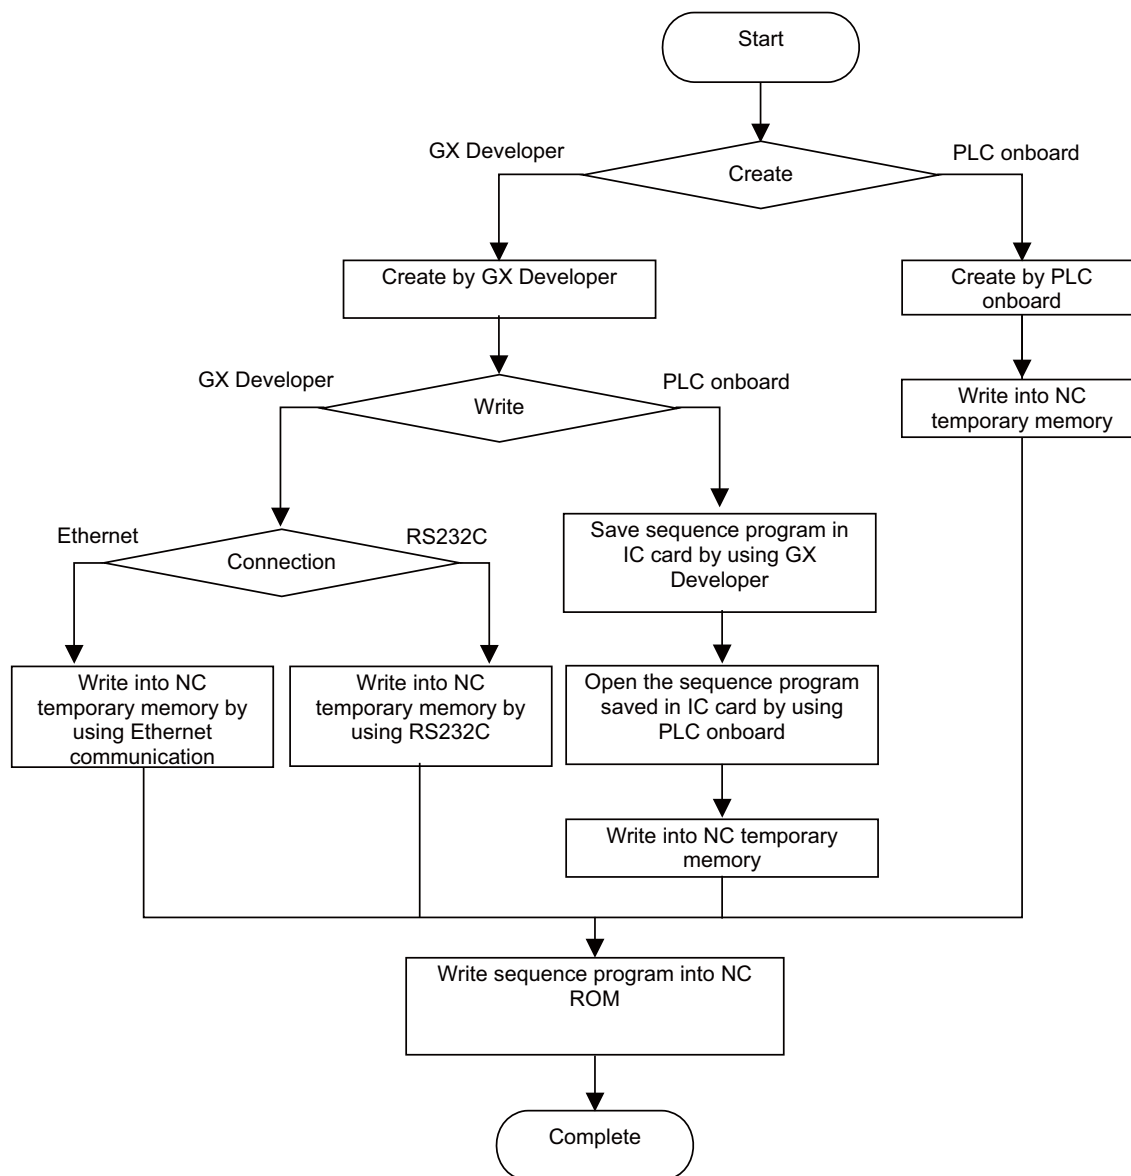 Start
GX Developer
PLC onboard
Create
Create by GX Developer
Create by PLC
onboard
GX Developer
PLC onboard
Write
Write into NC
temporary memory
Ethernet
RS232C
Connection
Save sequence program in
IC card by using GX
Developer
Write into NC
temporary memory by
using Ethernet
communication
Write into NC
temporary memory by
using RS232C
Open the sequence program
saved in IC card by using
PLC onboard
Write into NC temporary
memory
Write sequence program into NC
ROM
Complete